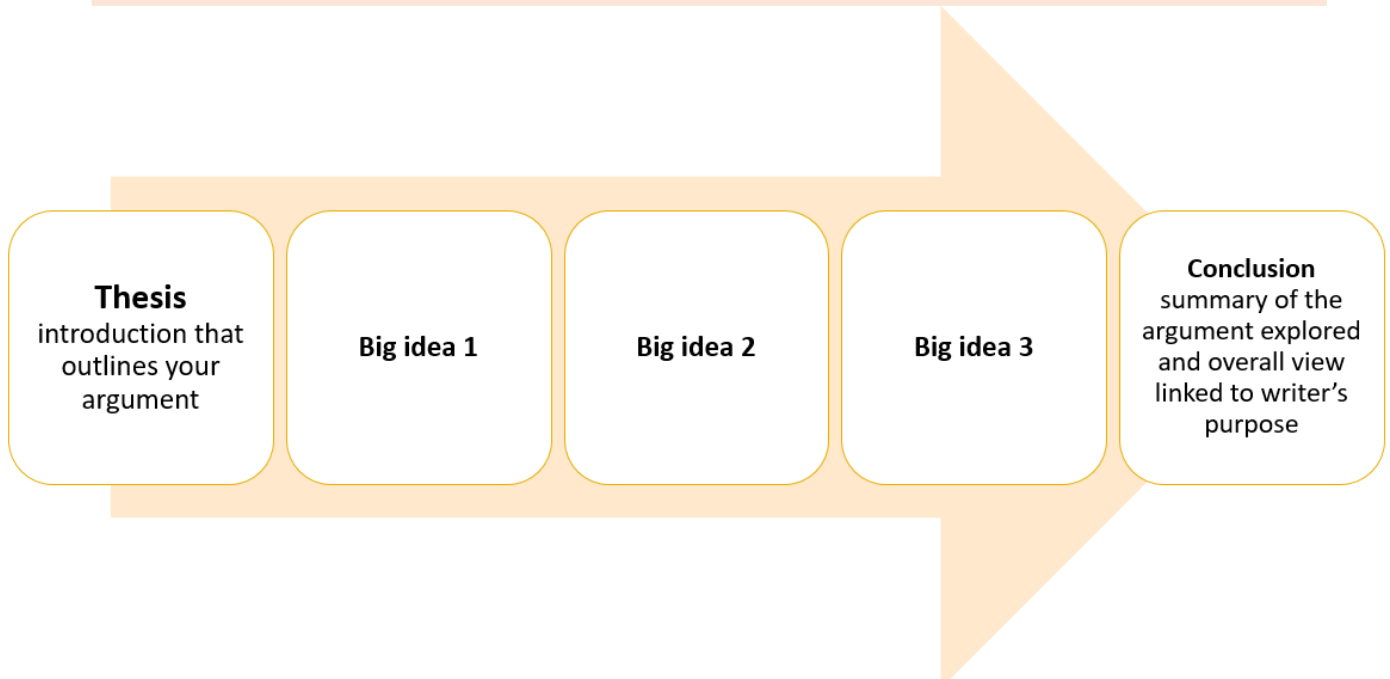 Thesis
introduction that
outlines your
argument
Big idea 1
Big idea 2
Big idea 3
Conclusion
summary of the
argument explored
and overall view
linked to writer’s
purpose